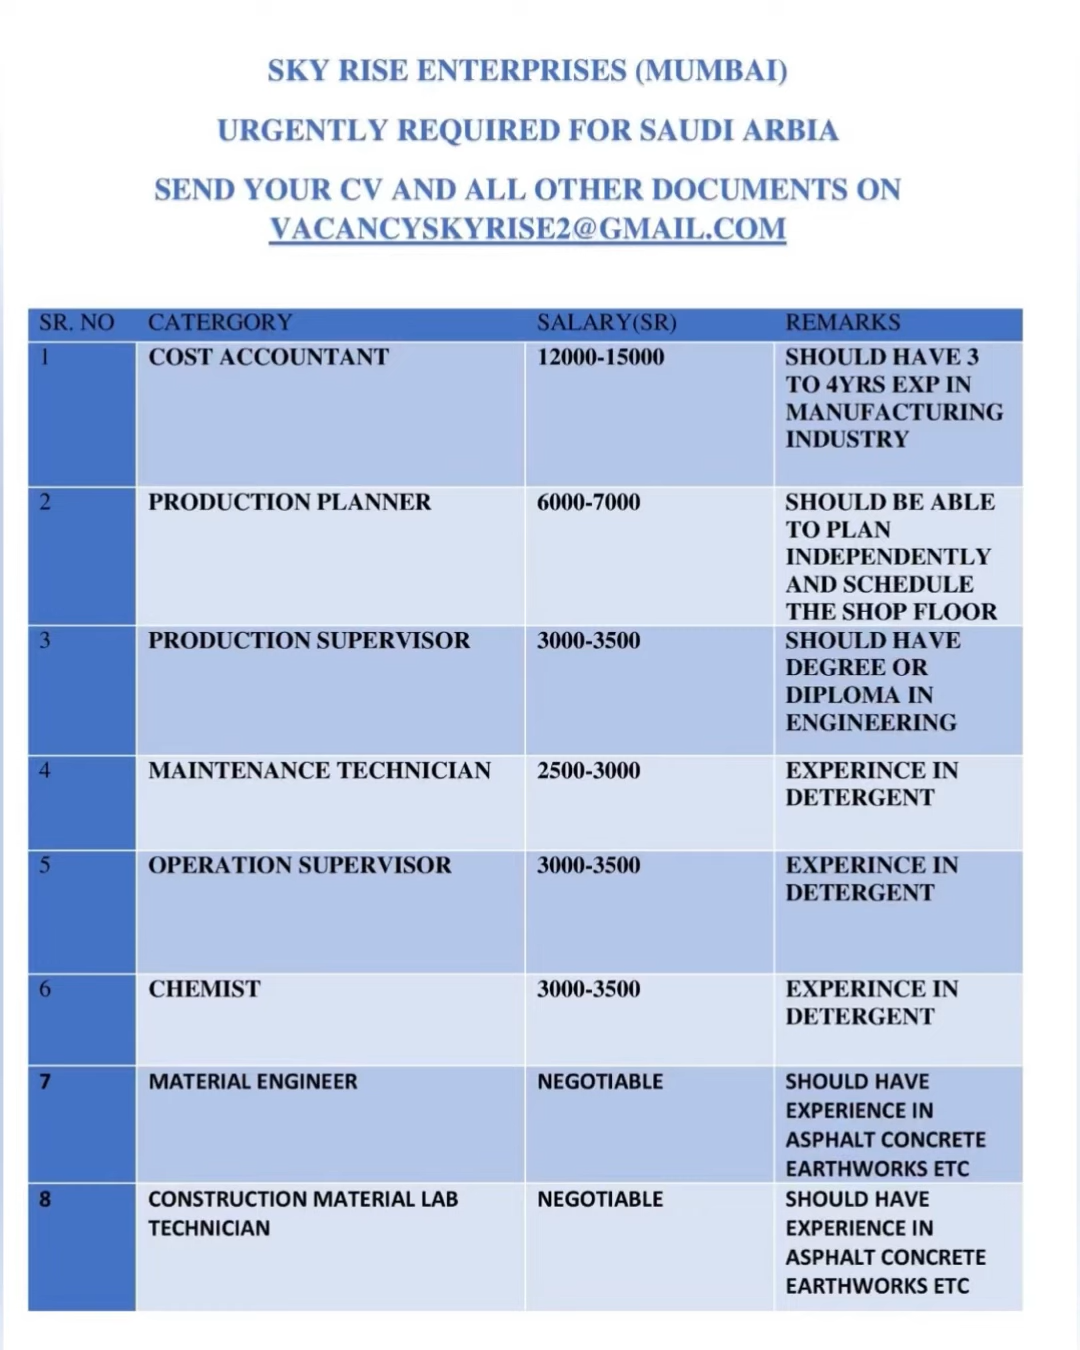 SKY RISE ENTERPRISES (MUMBAI)
URGENTLY REQUIRED FOR SAUDI ARBIA
SEND YOUR CV AND ALL OTHER DOCUMENTS ON
VACANCYSKYRISE2@GMAIL.COM
SR. NO CATERGORY SALARY(SR) REMARKS
1 COST ACCOUNTANT 12000-15000 SHOULD HAVE 3
TO 4YRS EXP IN
MANUFACTURING
INDUSTRY
2 PRODUCTION PLANNER 6000-7000 SHOULD BE ABLE
TO PLAN
INDEPENDENTLY
AND SCHEDULE
THE SHOP FLOOR
3 PRODUCTION SUPERVISOR 3000-3500 SHOULD HAVE
DEGREE OR
DIPLOMA IN
ENGINEERING
4 MAINTENANCE TECHNICIAN 2500-3000 EXPERINCE IN
DETERGENT
5 OPERATION SUPERVISOR 3000-3500 EXPERINCE IN
DETERGENT
6 CHEMIST 3000-3500 EXPERINCE IN
DETERGENT
7 MATERIAL ENGINEER NEGOTIABLE SHOULD HAVE
EXPERIENCE IN
ASPHALT CONCRETE
EARTHWORKS ETC
8 CONSTRUCTION MATERIAL LAB NEGOTIABLE SHOULD HAVE
TECHNICIAN EXPERIENCE IN
ASPHALT CONCRETE
EARTHWORKS ETC